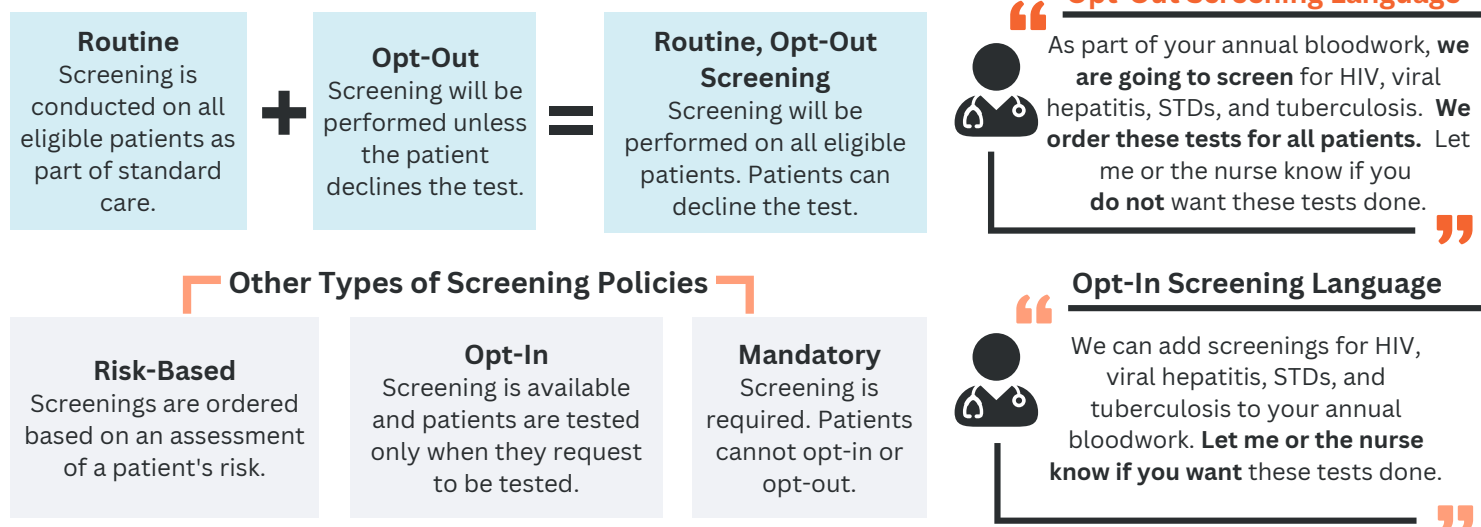 Routine
Screening is
conducted on all
eligible patients as
part of standard
care.
+
Opt-Out
Screening will be
performed unless
the patient
declines the test.
=
Routine, Opt-Out
Screening
Screening will be
performed on all eligible
patients. Patients can
decline the test.
Opt-Out Screening Language
“
As part of your annual bloodwork, we
are going to screen for HIV, viral
hepatitis, STDs, and tuberculosis. We
order these tests for all patients. Let
me or the nurse know if you
do not want these tests done.
”
Other Types of Screening Policies
Risk-Based
Screenings are ordered
based on an assessment
of a patient's risk.
Opt-In
Screening is available
and patients are tested
only when they request
to be tested.
Mandatory
Screening is
required. Patients
cannot opt-in or
opt-out.
Opt-In Screening Language
“
We can add screenings for HIV,
viral hepatitis, STDs, and
tuberculosis to your annual
bloodwork. Let me or the nurse
know if you want these tests done.
”